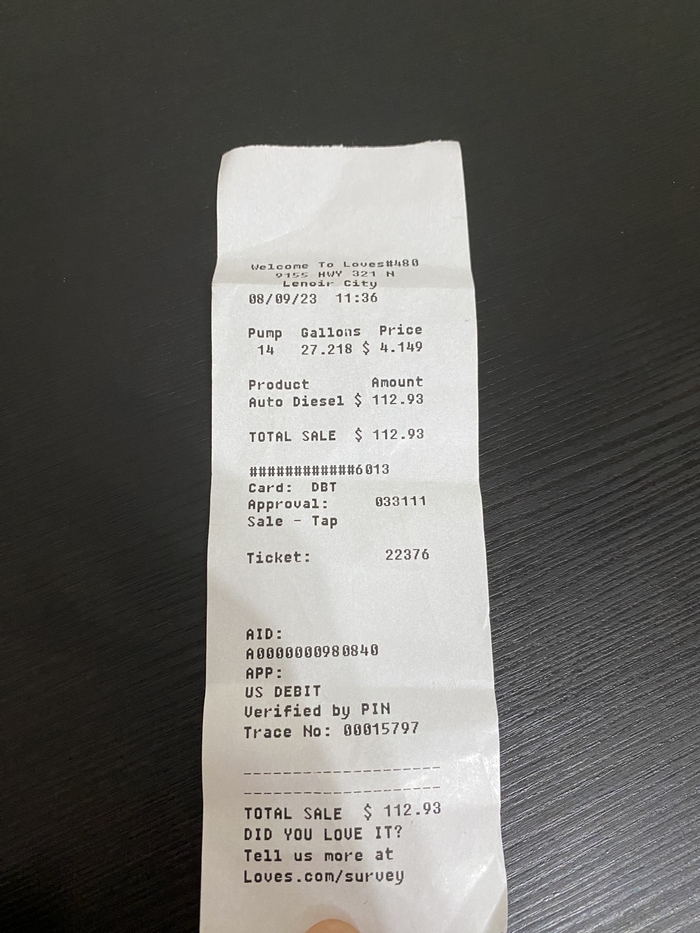 Welcome To Loves#480
9155 HWY 321 N
Lenoir City
08/09/23 11:36
Pump Gallons Price
14 27.218 $ 4.149
Product Amount
Auto Diesel $ 112.93
TOTAL SALE $ 112.93
############6013
Card: DBT
Approval: 033111
Sale - Tap
Ticket: 22376
AID:
A0000000980840
APP:
US DEBIT
Verified by PIN
Trace No: 00015797
----------------------
----------------------
TOTAL SALE $ 112.93
DID YOU LOVE IT?
Tell us more at
Loves.com/survey